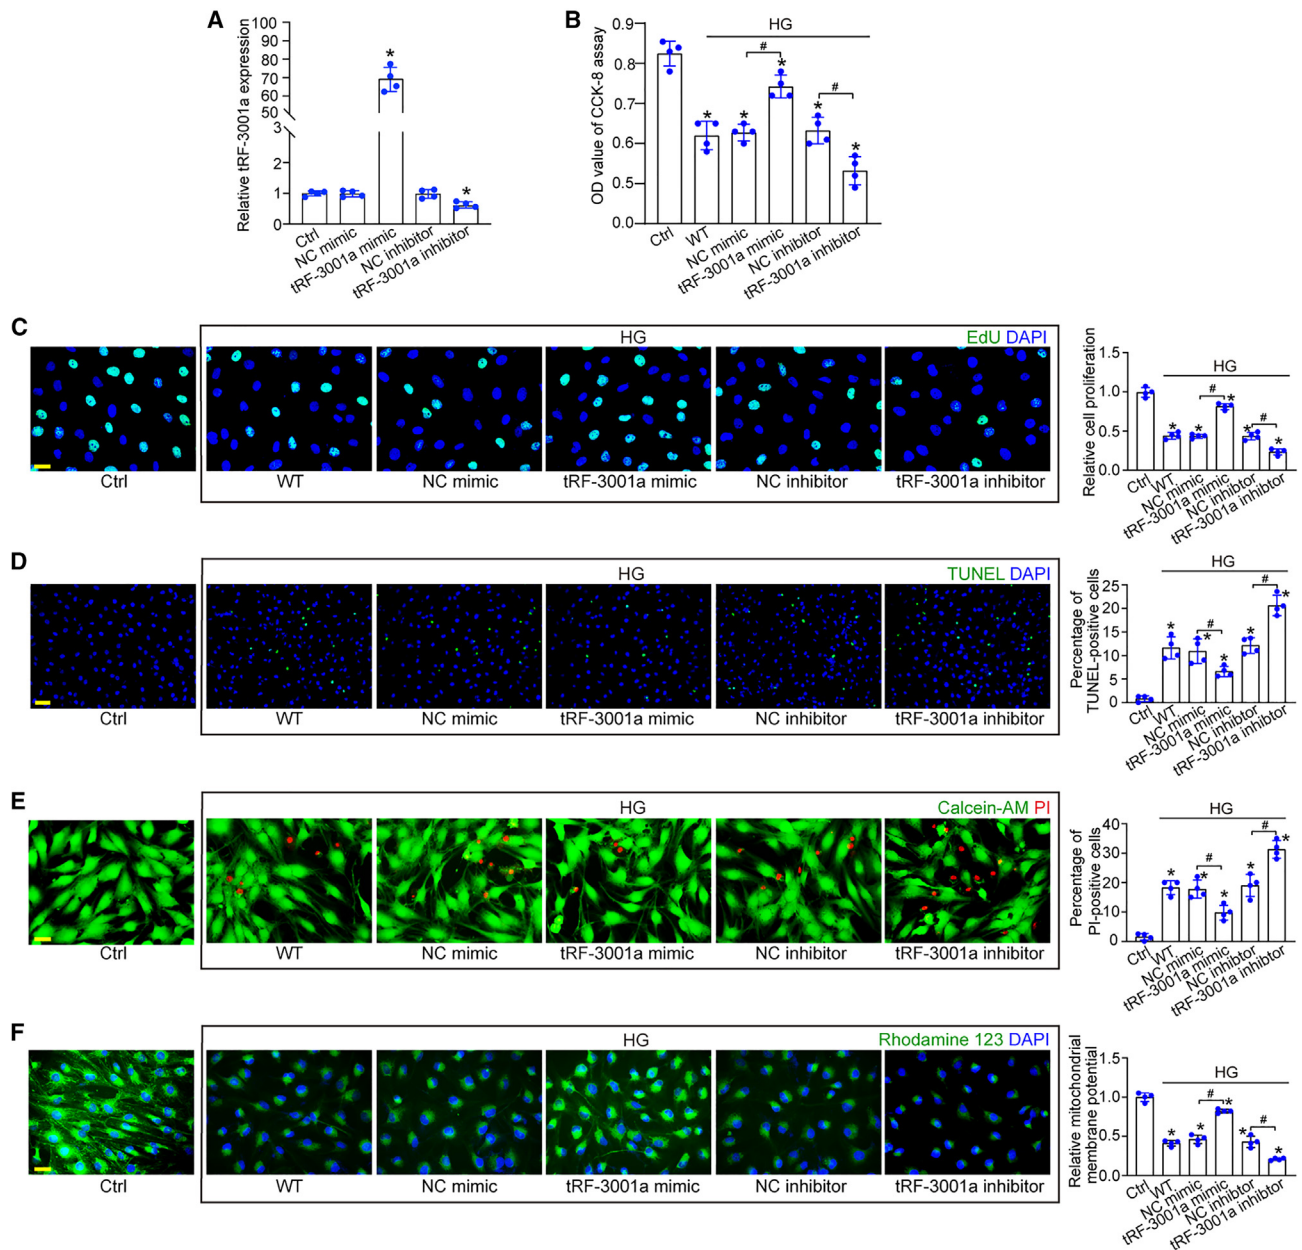 A
Relative tRF-3001a expression
100
90
80
70
60
50
3
2
1
0
*
*
Ctrl
NC mimic
tRF-3001a mimic
NC inhibitor
tRF-3001a inhibitor
B
OD value of CCK-8 assay
0.9
0.8
0.7
0.6
0.5
0.0
HG
#
#
* * * * *
Ctrl
WT
NC mimic
tRF-3001a mimic
NC inhibitor
tRF-3001a inhibitor
C
HG
EdU DAPI
Ctrl
WT
NC mimic
tRF-3001a mimic
NC inhibitor
tRF-3001a inhibitor
Relative cell proliferation
1.5
1.0
0.5
0.0
HG
#
#
* * * * *
Ctrl
WT
NC mimic
tRF-3001a mimic
NC inhibtor
tRF-3001a inhibitor
D
HG
TUNEL DAPI
Ctrl
WT
NC mimic
tRF-3001a mimic
NC inhibitor
tRF-3001a inhibitor
Percentage of
TUNEL-positive cells
25
20
15
10
5
0
HG
#
#
* * * * *
Ctrl
WT
NC mimic
tRF-3001a mimic
NC inhibitor
tRF-3001a inhibitor
E
HG
Calcein-AM PI
Ctrl
WT
NC mimic
tRF-3001a mimic
NC inhibitor
tRF-3001a inhibitor
Percentage of
PI-positive cells
40
30
20
10
0
HG
#
#
* * * * *
Ctrl
WT
NC mimic
tRF-3001a mimic
NC inhibitor
tRF-3001a inhibitor
F
HG
Rhodamine 123 DAPI
Ctrl
WT
NC mimic
tRF-3001a mimic
NC inhibitor
tRF-3001a inhibitor
Relative mitochondrial
membrane potential
1.5
1.0
0.5
0.0
HG
#
#
* * * * *
Ctrl
WT
NC mimic
tRF-3001a mimic
NC inhibtor
tRF-3001a inhibitor